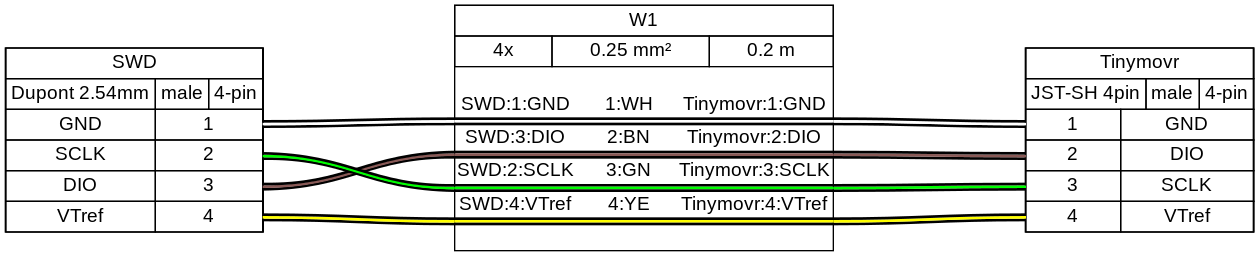 W1
4x 0.25 mm² 0.2 m
SWD
Dupont 2.54mm male 4-pin
GND 1
SCLK 2
DIO 3
VTref 4
SWD:1:GND 1:WH Tinymovr:1:GND
SWD:3:DIO 2:BN Tinymovr:2:DIO
SWD:2:SCLK 3:GN Tinymovr:3:SCLK
SWD:4:VTref 4:YE Tinymovr:4:VTref
Tinymovr
JST-SH 4pin male 4-pin
1 GND
2 DIO
3 SCLK
4 VTref